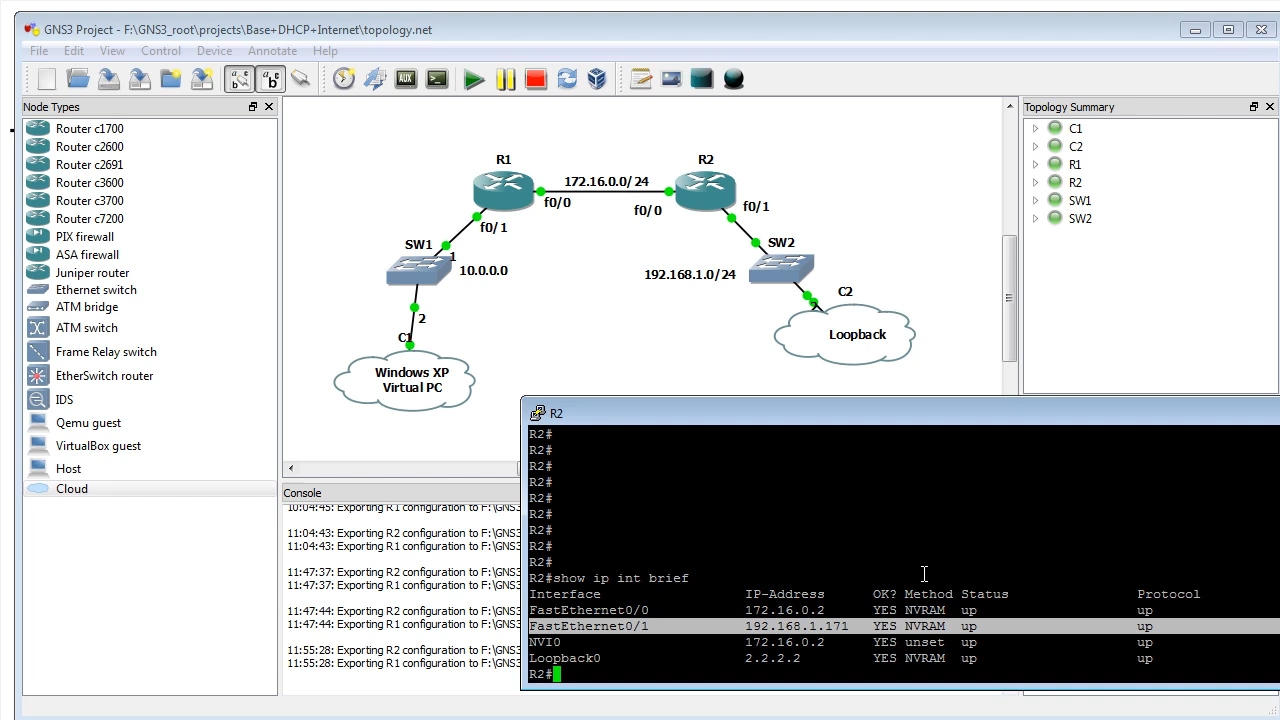 GNS3 Project - F:\GNS3_root\projects\Base+DHCP+Internet\topology.net
File Edit View Control Device Annotate Help
AUX
Node Types
Router c1700
Router c2600
Router c2691
Router c3600
Router c3700
Router c7200
PIX firewall
ASA firewall
Juniper router
Ethernet switch
ATM bridge
ATM switch
Frame Relay switch
EtherSwitch router
IDS
Qemu guest
VirtualBox guest
Host
Cloud
R1
R2
172.16.0.0/24
f0/0
f0/0
f0/1
f0/1
SW1
1
10.0.0.0
SW2
192.168.1.0/24
2
C1
Windows XP
Virtual PC
C2
2
Loopback
Topology Summary
C1
C2
R1
R2
SW1
SW2
Console
10:04:45: Exporting R1 configuration to F:\GNS3
11:04:43: Exporting R2 configuration to F:\GNS3
11:04:43: Exporting R1 configuration to F:\GNS3
11:47:37: Exporting R2 configuration to F:\GNS3
11:47:37: Exporting R1 configuration to F:\GNS3
11:47:44: Exporting R2 configuration to F:\GNS3
11:47:44: Exporting R1 configuration to F:\GNS3
11:55:28: Exporting R2 configuration to F:\GNS3
11:55:28: Exporting R1 configuration to F:\GNS3
R2
R2#
R2#
R2#
R2#
R2#
R2#
R2#
R2#
R2#
R2#show ip int brief
Interface IP-Address OK? Method Status Protocol
FastEthernet0/0 172.16.0.2 YES NVRAM up up
FastEthernet0/1 192.168.1.171 YES NVRAM up up
NVI0 172.16.0.2 YES unset up up
Loopback0 2.2.2.2 YES NVRAM up up
R2#